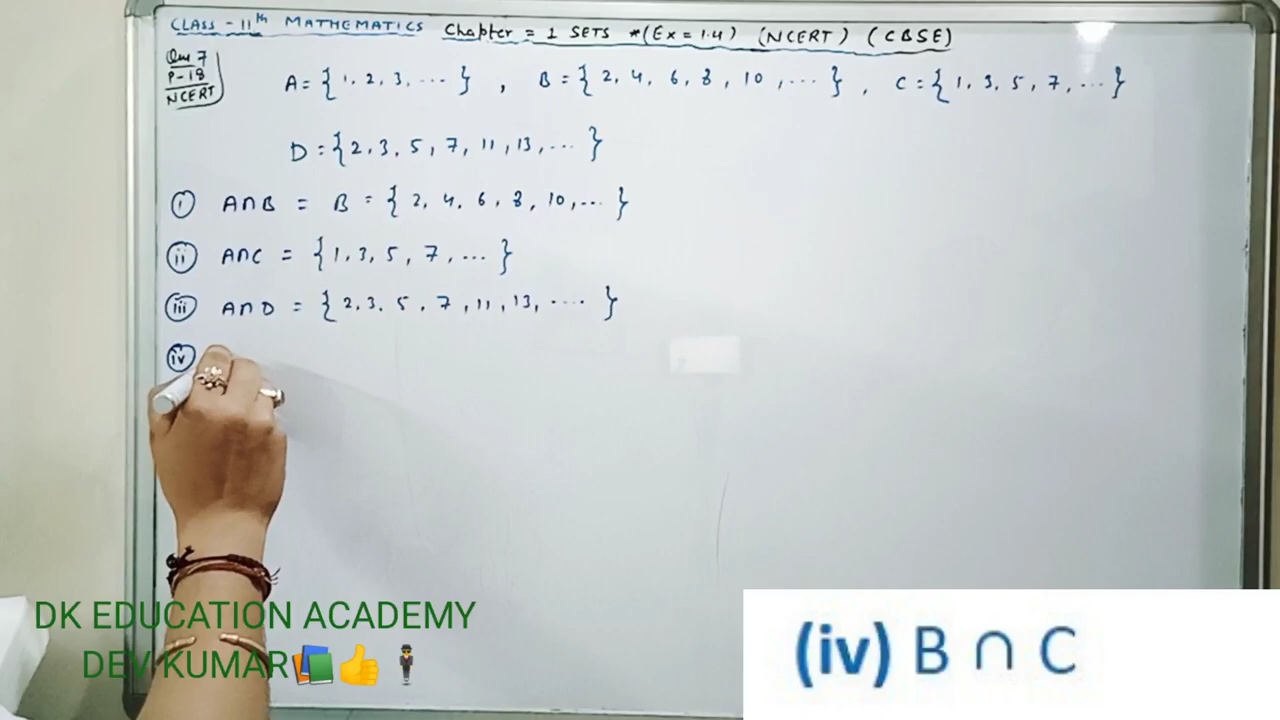 CLASS - 11th MATHEMATICS Chapter = 1 SETS *(Ex = 1.4) (NCERT) (CBSE)
Que 7
P-18
NCERT
A = {1, 2, 3, ...}, B = {2, 4, 6, 8, 10, ...}, C = {1, 3, 5, 7, ...}
D = {2, 3, 5, 7, 11, 13, ...}
(i) A∩B = B = {2, 4, 6, 8, 10, ...}
(ii) A∩C = {1, 3, 5, 7, ...}
(iii) A∩D = {2, 3, 5, 7, 11, 13, ....}
(iv)
DK EDUCATION ACADEMY
DEV KUMAR📚👍🕴
(iv) B ∩ C